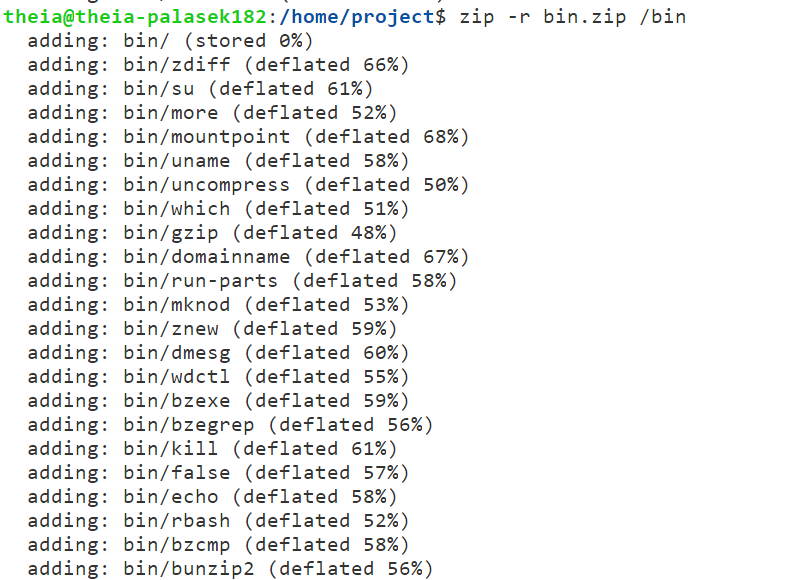 theia@theia-palasek182:/home/project$ zip -r bin.zip /bin
  adding: bin/ (stored 0%)
  adding: bin/zdiff (deflated 66%)
  adding: bin/su (deflated 61%)
  adding: bin/more (deflated 52%)
  adding: bin/mountpoint (deflated 68%)
  adding: bin/uname (deflated 58%)
  adding: bin/uncompress (deflated 50%)
  adding: bin/which (deflated 51%)
  adding: bin/gzip (deflated 48%)
  adding: bin/domainname (deflated 67%)
  adding: bin/run-parts (deflated 58%)
  adding: bin/mknod (deflated 53%)
  adding: bin/znew (deflated 59%)
  adding: bin/dmesg (deflated 60%)
  adding: bin/wdctl (deflated 55%)
  adding: bin/bzexe (deflated 59%)
  adding: bin/bzegrep (deflated 56%)
  adding: bin/kill (deflated 61%)
  adding: bin/false (deflated 57%)
  adding: bin/echo (deflated 58%)
  adding: bin/rbash (deflated 52%)
  adding: bin/bzcmp (deflated 58%)
  adding: bin/bunzip2 (deflated 56%)